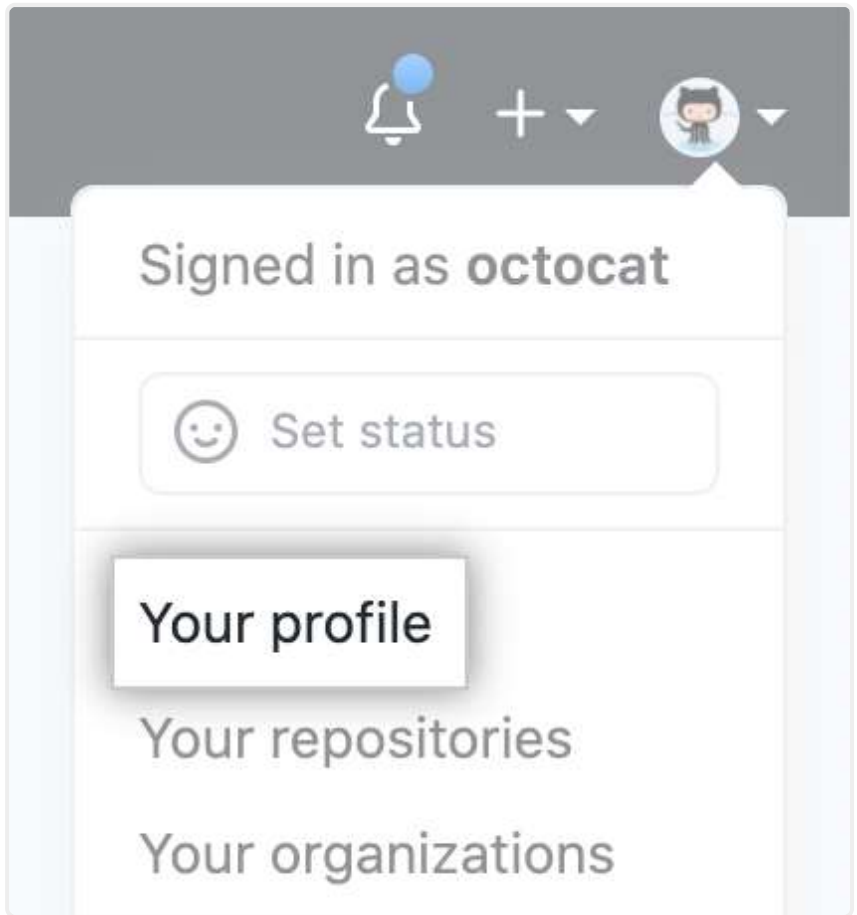 Signed in as octocat
Set status
Your profile
Your repositories
Your organizations